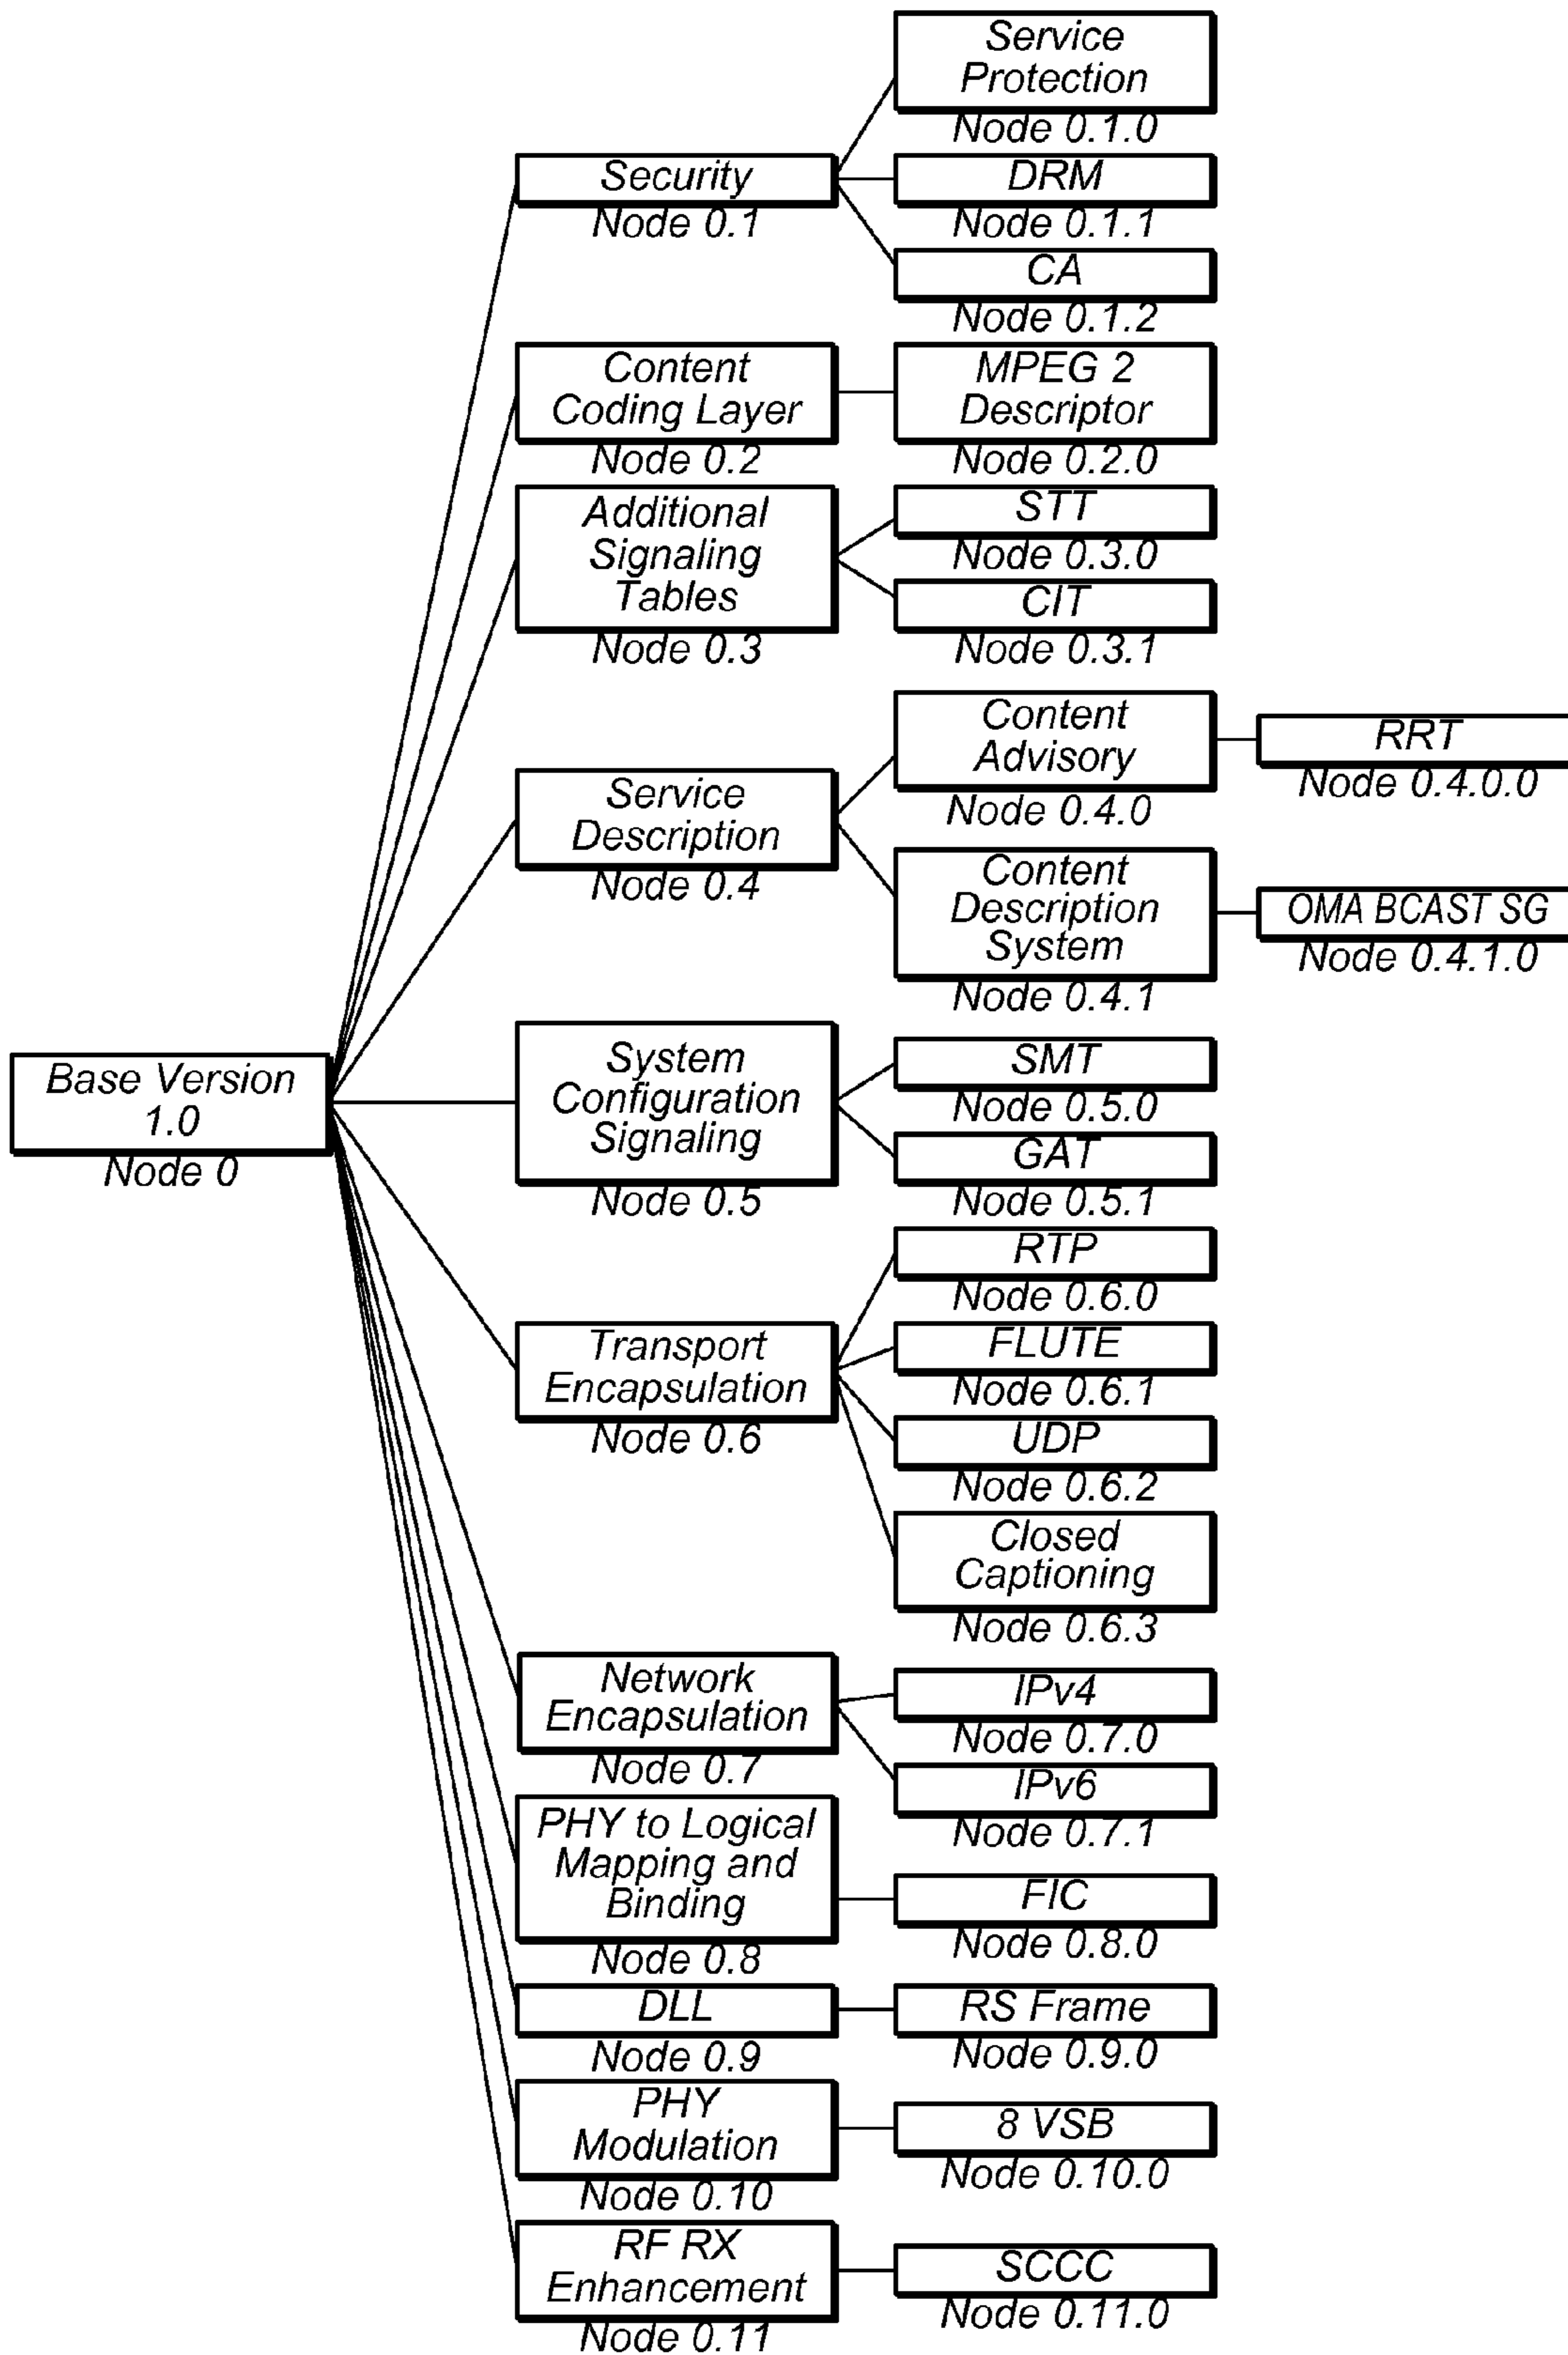 Service
Protection
Node 0.1.0
Security
Node 0.1
DRM
Node 0.1.1
CA
Node 0.1.2
Content
Coding Layer
Node 0.2
MPEG 2
Descriptor
Node 0.2.0
Additional
Signaling
Tables
Node 0.3
STT
Node 0.3.0
CIT
Node 0.3.1
Service
Description
Node 0.4
Content
Advisory
Node 0.4.0
RRT
Node 0.4.0.0
Content
Description
System
Node 0.4.1
OMA BCAST SG
Node 0.4.1.0
Base Version
1.0
Node 0
System
Configuration
Signaling
Node 0.5
SMT
Node 0.5.0
GAT
Node 0.5.1
Transport
Encapsulation
Node 0.6
RTP
Node 0.6.0
FLUTE
Node 0.6.1
UDP
Node 0.6.2
Closed
Captioning
Node 0.6.3
Network
Encapsulation
Node 0.7
IPv4
Node 0.7.0
IPv6
Node 0.7.1
PHY to Logical
Mapping and
Binding
Node 0.8
FIC
Node 0.8.0
DLL
Node 0.9
RS Frame
Node 0.9.0
PHY
Modulation
Node 0.10
8 VSB
Node 0.10.0
RF RX
Enhancement
Node 0.11
SCCC
Node 0.11.0